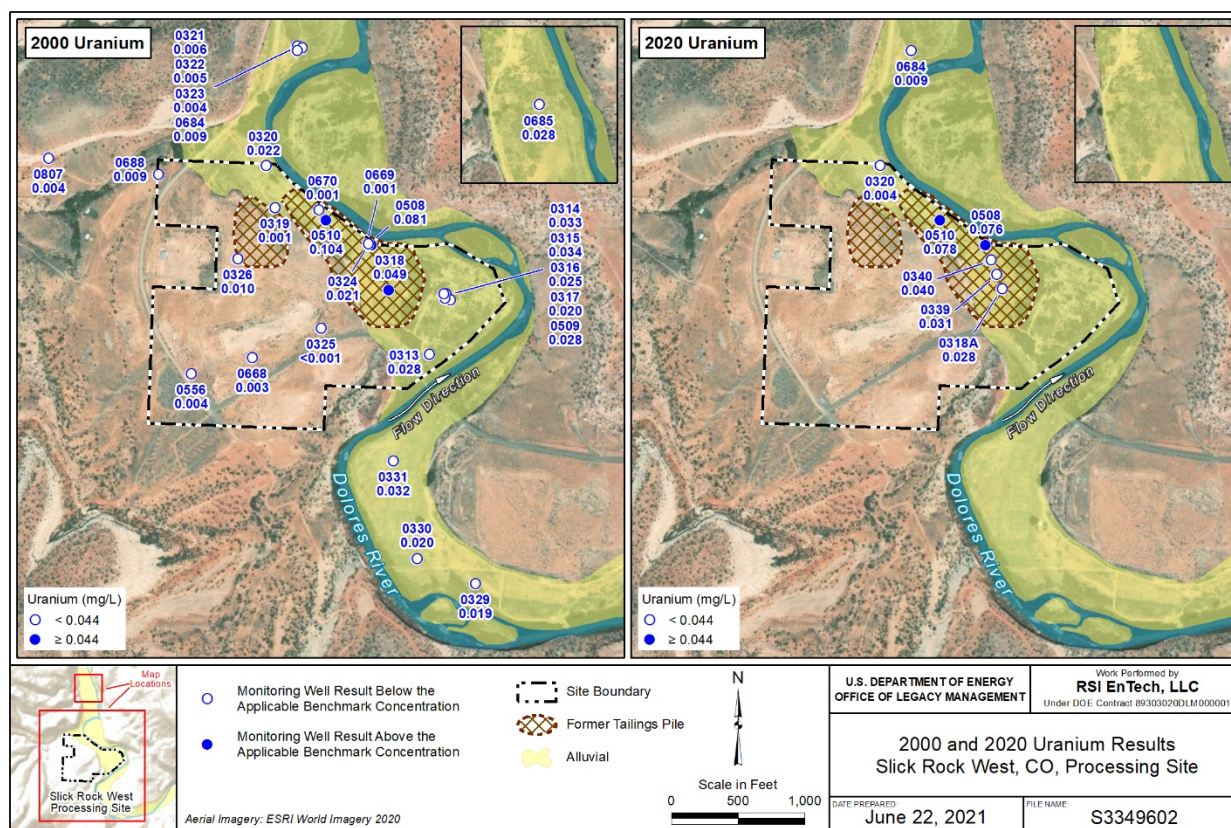 2000 Uranium
0321
0.006
0322
0.005
0323
0.004
0684
0.009
0685
0.028
0320
0.022
0807
0.004
0688
0.009
0670
0.001
0669
0.001
0508
0.081
0314
0.033
0315
0.034
0316
0.025
0317
0.020
0509
0.028
0319
0.001
0510
0.104
0318
0.049
0326
0.010
0324
0.021
0325
<0.001
0313
0.028
0668
0.003
0556
0.004
Flow Direction
0331
0.032
0330
0.020
0329
0.019
Dolores River
Uranium (mg/L)
< 0.044
≥ 0.044
2020 Uranium
0684
0.009
0320
0.004
0508
0.076
0510
0.078
0340
0.040
0339
0.031
0318A
0.028
Flow Direction
Dolores River
Uranium (mg/L)
< 0.044
≥ 0.044
Map
Locations
Slick Rock West
Processing Site
Monitoring Well Result Below the
Applicable Benchmark Concentration
Monitoring Well Result Above the
Applicable Benchmark Concentration
Aerial Imagery: ESRI World Imagery 2020
Site Boundary
Former Tailings Pile
Alluvial
N
Scale in Feet
0 500 1,000
U.S. DEPARTMENT OF ENERGY
OFFICE OF LEGACY MANAGEMENT
Work Performed by
RSI EnTech, LLC
Under DOE Contract 89303020DLM000001
2000 and 2020 Uranium Results
Slick Rock West, CO, Processing Site
DATE PREPARED:
June 22, 2021
FILE NAME:
S3349602